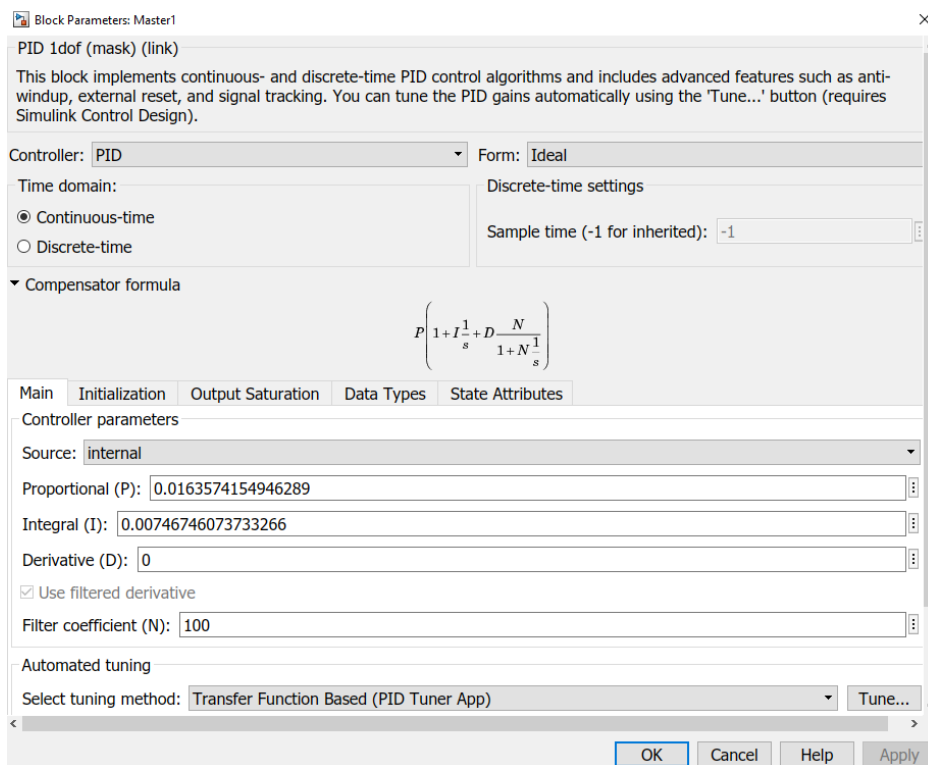 Block Parameters: Master1
PID 1dof (mask) (link)
This block implements continuous- and discrete-time PID control algorithms and includes advanced features such as anti-
windup, external reset, and signal tracking. You can tune the PID gains automatically using the 'Tune...' button (requires
Simulink Control Design).
Controller: PID Form: Ideal
Time domain: Discrete-time settings
Continuous-time
Sample time (-1 for inherited): -1
Discrete-time
Compensator formula
P(1+I 1/s + D N/(1+N 1/s))
Main Initialization Output Saturation Data Types State Attributes
Controller parameters
Source: internal
Proportional (P): 0.0163574154946289
Integral (I): 0.00746746073733266
Derivative (D): 0
Use filtered derivative
Filter coefficient (N): 100
Automated tuning
Select tuning method: Transfer Function Based (PID Tuner App) Tune...
OK Cancel Help Apply